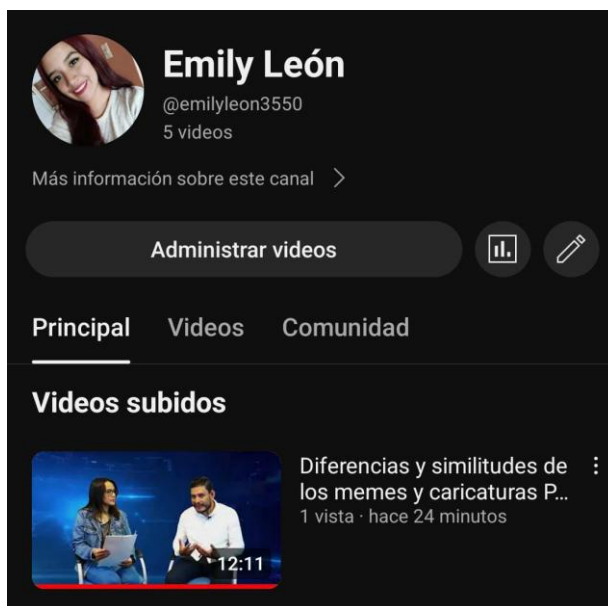 Emily León
@emilyleon3550
5 videos
Más información sobre este canal
Administrar videos
Principal Videos Comunidad
Videos subidos
Diferencias y similitudes de
los memes y caricaturas P...
1 vista · hace 24 minutos
12:11